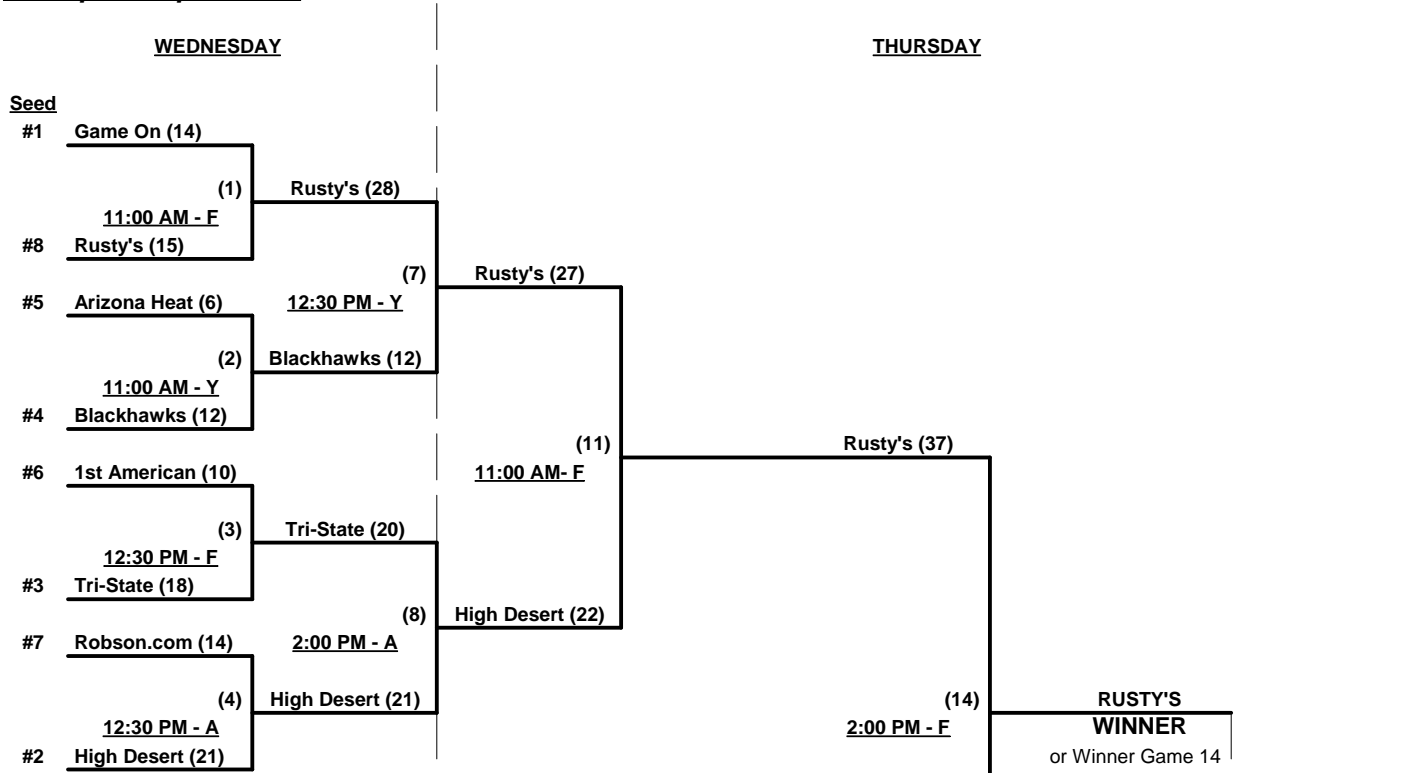 WEDNESDAY
THURSDAY
Seed
#1 Game On (14)
(1) Rusty's (28)
11:00 AM - F
#8 Rusty's (15)
(7) Rusty's (27)
#5 Arizona Heat (6) 12:30 PM - Y
(2) Blackhawks (12)
11:00 AM - Y
#4 Blackhawks (12)
(11) Rusty's (37)
#6 1st American (10) 11:00 AM- F
(3) Tri-State (20)
12:30 PM - F
#3 Tri-State (18)
(8) High Desert (22)
#7 Robson.com (14) 2:00 PM - A
(4) High Desert (21) (14) RUSTY'S
12:30 PM - A 2:00 PM - F WINNER
#2 High Desert (21) or Winner Game 14